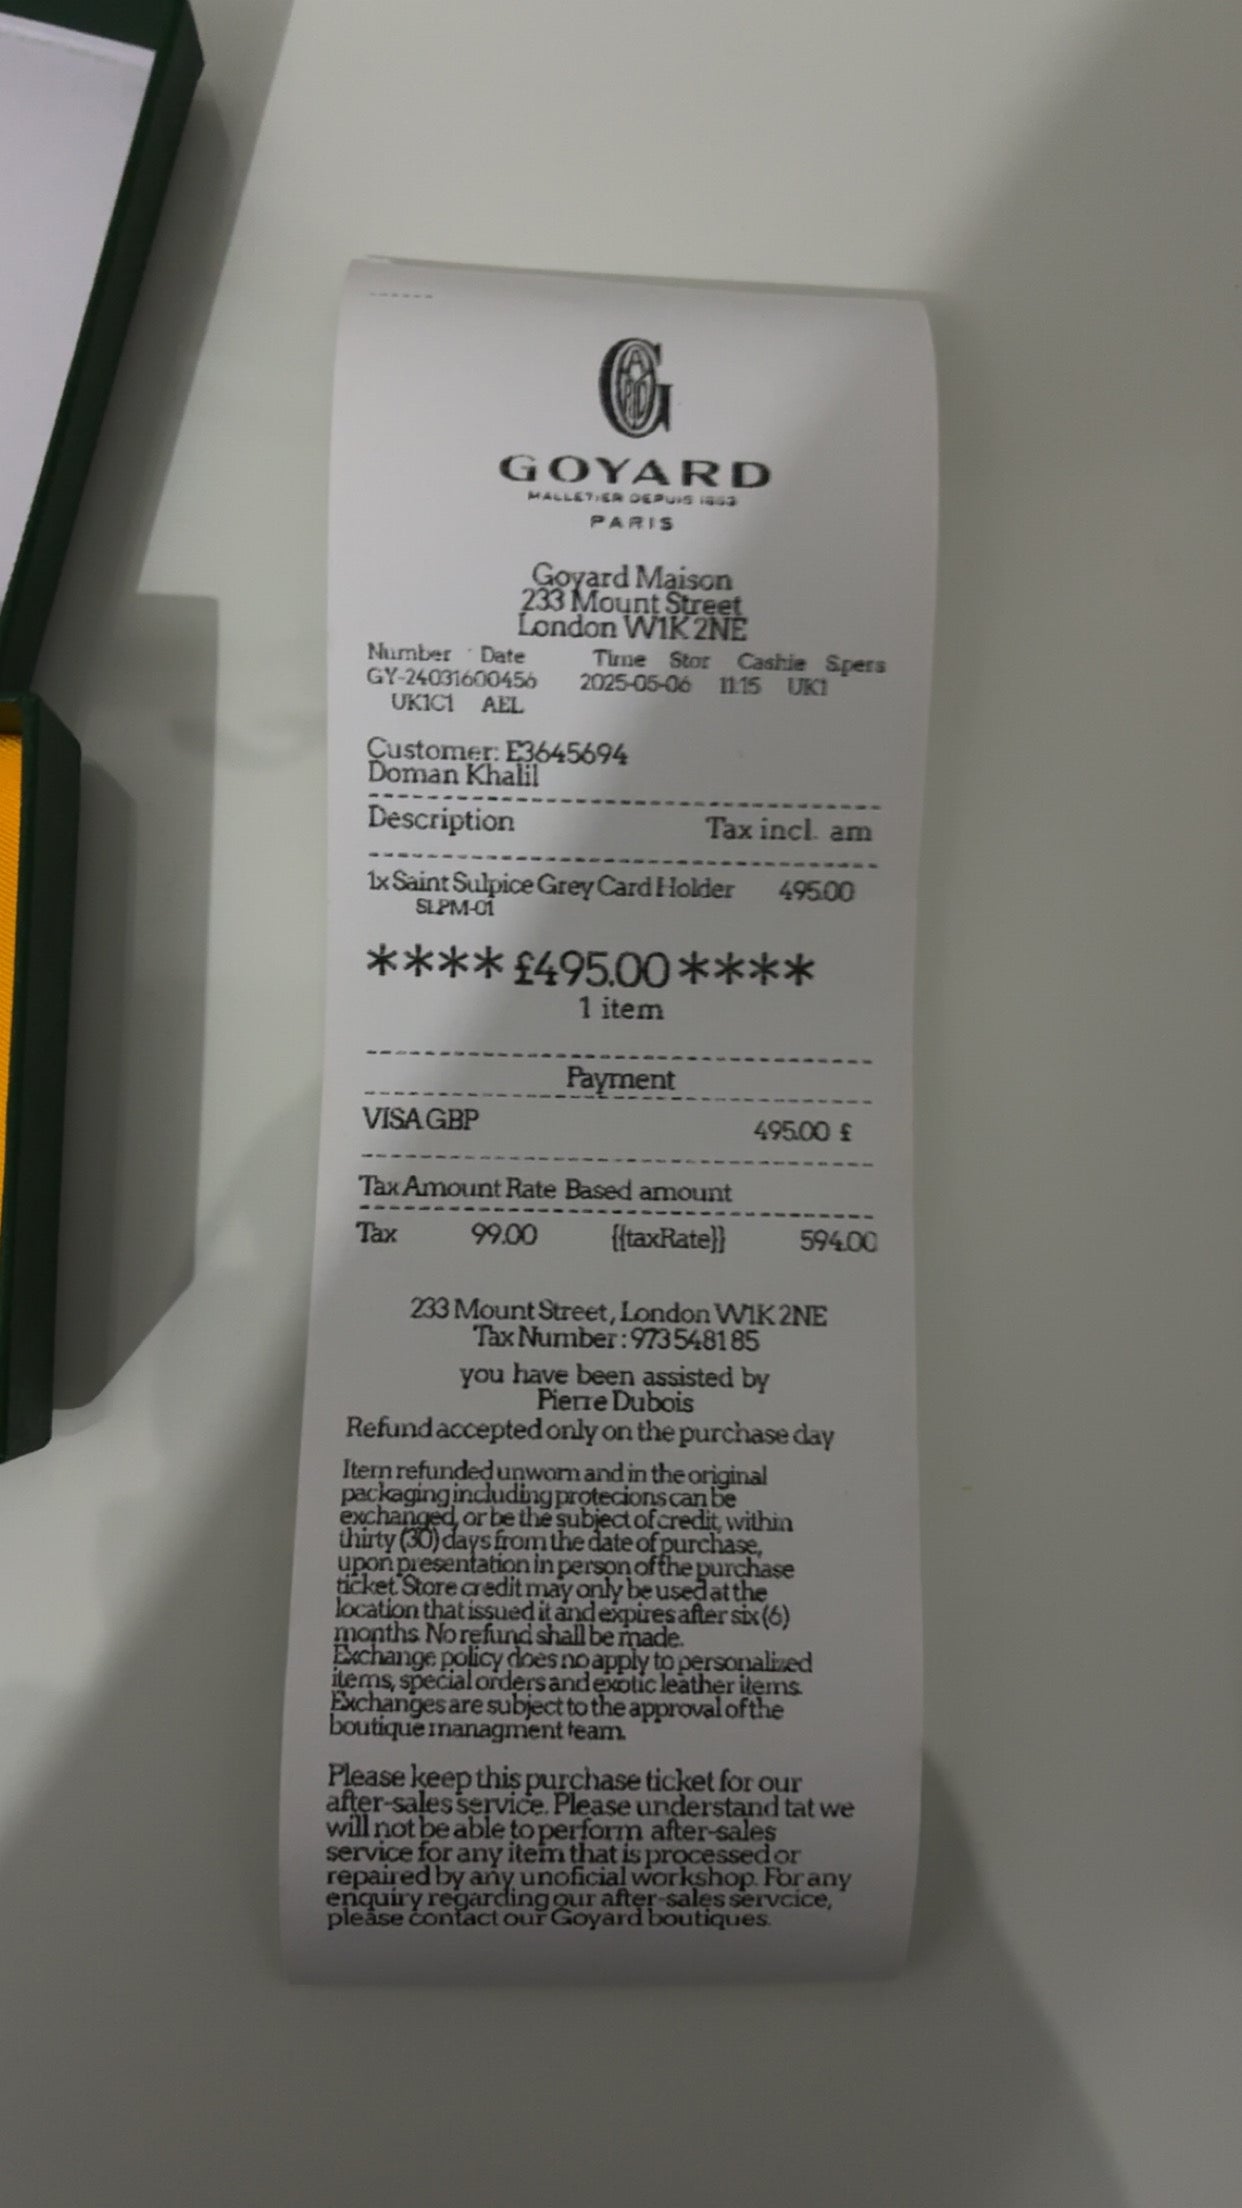 GOYARD
MALLETIER DEPUIS 1853
PARIS
Goyard Maison
233 Mount Street
London W1K 2NE
Number Date Time Stor Cashie Spers
GY-24031600456 2025-05-06 11:15 UK1
UK1C1 AEL
Customer: E3645694
Doman Khalil
Description Tax incl. am
1x Saint Sulpice Grey Card Holder 495.00
SLPM-01
**** £495.00 ****
1 item
Payment
VISA GBP 495.00 £
Tax Amount Rate Based amount
Tax 99.00 {{taxRate}} 594.00
233 Mount Street, London W1K 2NE
Tax Number : 973 5481 85
you have been assisted by
Pierre Dubois
Refund accepted only on the purchase day
Item refunded unworn and in the original
packaging including protecions can be
exchanged, or be the subject of credit, within
thirty (30) days from the date of purchase,
upon presentation in person of the purchase
ticket. Store credit may only be used at the
location that issued it and expires after six (6)
months. No refund shall be made.
Exchange policy does no apply to personalized
items, special orders and exotic leather items.
Exchanges are subject to the approval of the
boutique managment team.
Please keep this purchase ticket for our
after-sales service. Please understand tat we
will not be able to perform after-sales
service for any item that is processed or
repaired by any unoficial workshop. For any
enquiry regarding our after-sales servcice,
please contact our Goyard boutiques.